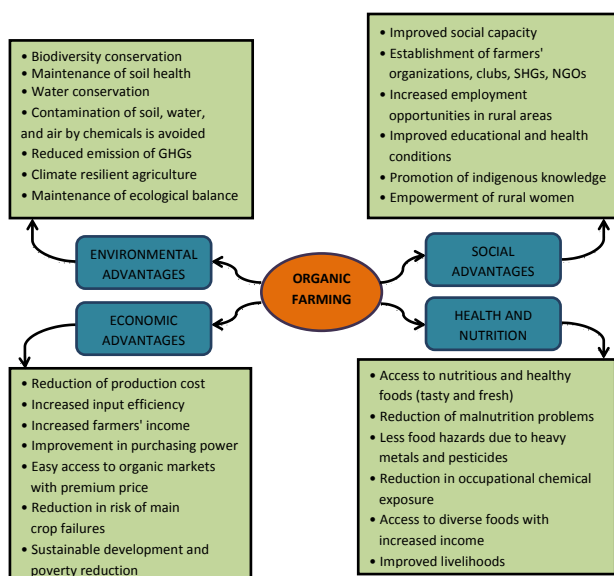 • Biodiversity conservation
• Maintenance of soil health
• Water conservation
• Contamination of soil, water,
and air by chemicals is avoided
• Reduced emission of GHGs
• Climate resilient agriculture
• Maintenance of ecological balance
• Improved social capacity
• Establishment of farmers'
organizations, clubs, SHGs, NGOs
• Increased employment
opportunities in rural areas
• Improved educational and health
conditions
• Promotion of indigenous knowledge
• Empowerment of rural women
ENVIRONMENTAL
ADVANTAGES
SOCIAL
ADVANTAGES
ORGANIC
FARMING
ECONOMIC
ADVANTAGES
HEALTH AND
NUTRITION
• Reduction of production cost
• Increased input efficiency
• Increased farmers' income
• Improvement in purchasing power
• Easy access to organic markets
with premium price
• Reduction in risk of main
crop failures
• Sustainable development and
poverty reduction
• Access to nutritious and healthy
foods (tasty and fresh)
• Reduction of malnutrition problems
• Less food hazards due to heavy
metals and pesticides
• Reduction in occupational chemical
exposure
• Access to diverse foods with
increased income
• Improved livelihoods